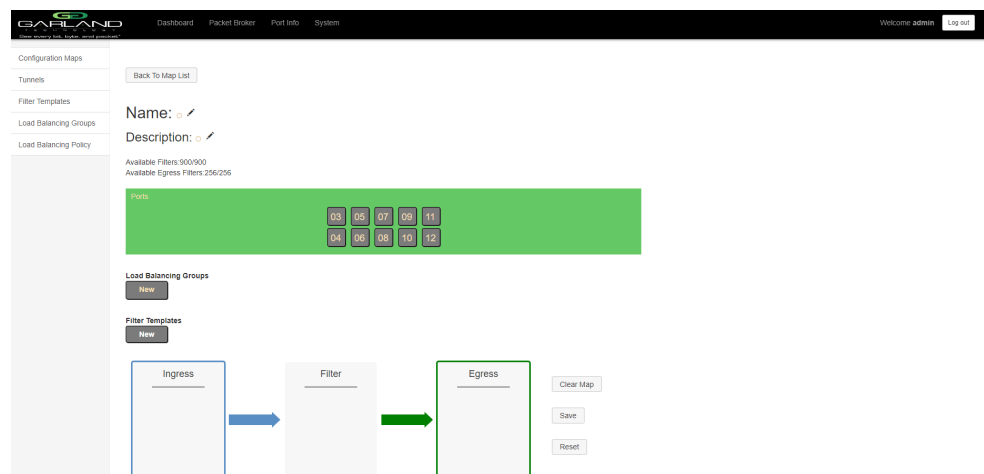 GARLAND
TECHNOLOGY
See every bit, byte, and packet®
Dashboard Packet Broker Port Info System
Welcome admin Log out
Configuration Maps
Tunnels
Filter Templates
Load Balancing Groups
Load Balancing Policy
Back To Map List
Name:
Description:
Available Filters:900/900
Available Egress Filters:256/256
Ports
03 05 07 09 11
04 06 08 10 12
Load Balancing Groups
New
Filter Templates
New
Ingress Filter Egress
Clear Map
Save
Reset